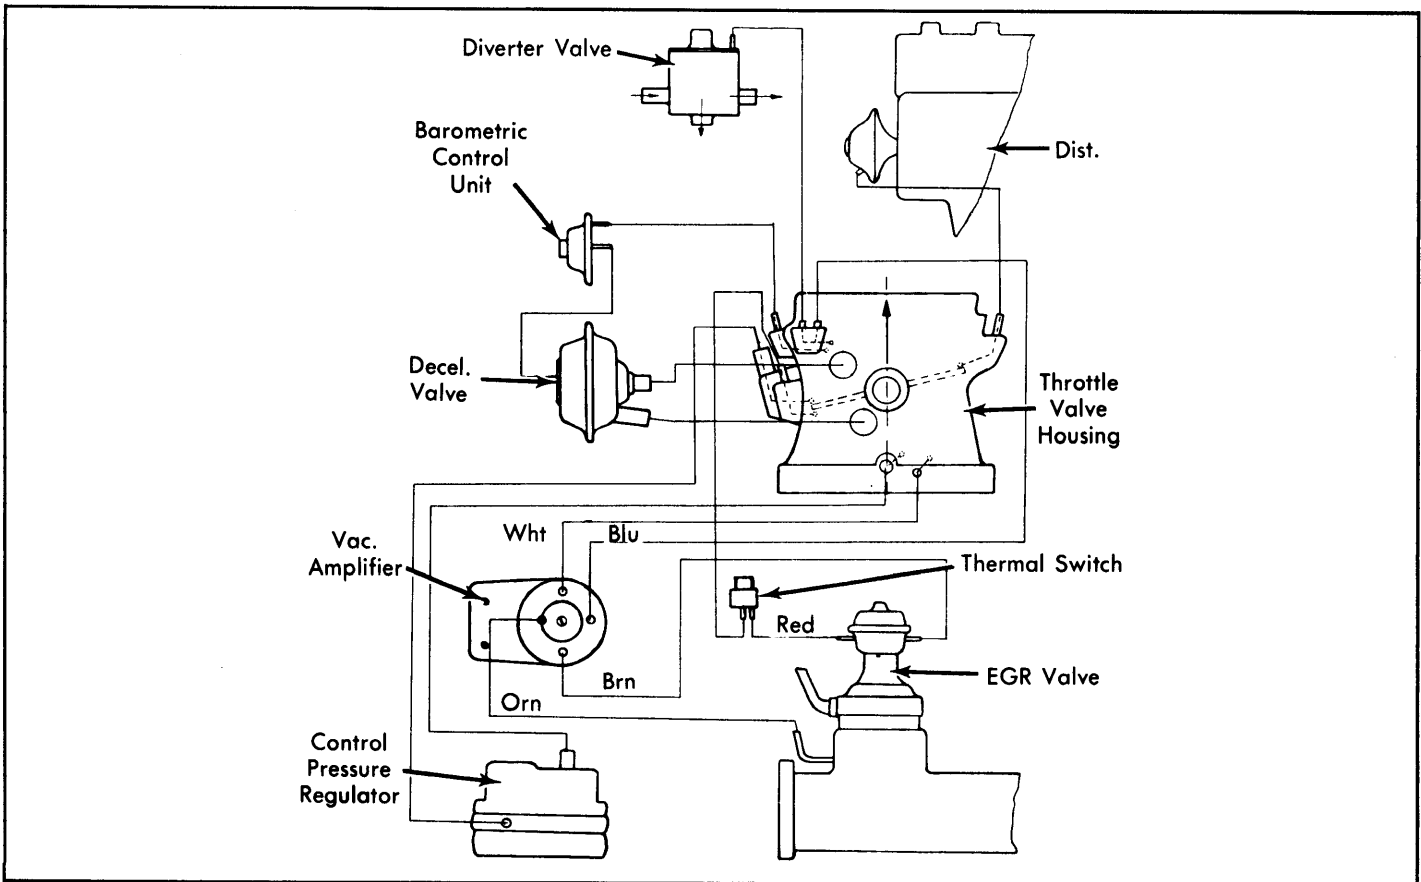 Diverter Valve
Barometric
Control
Unit
Dist.
Decel.
Valve
Throttle
Valve
Housing
Wht
Blu
Vac.
Amplifier
Thermal Switch
Red
EGR Valve
Brn
Orn
Control
Pressure
Regulator